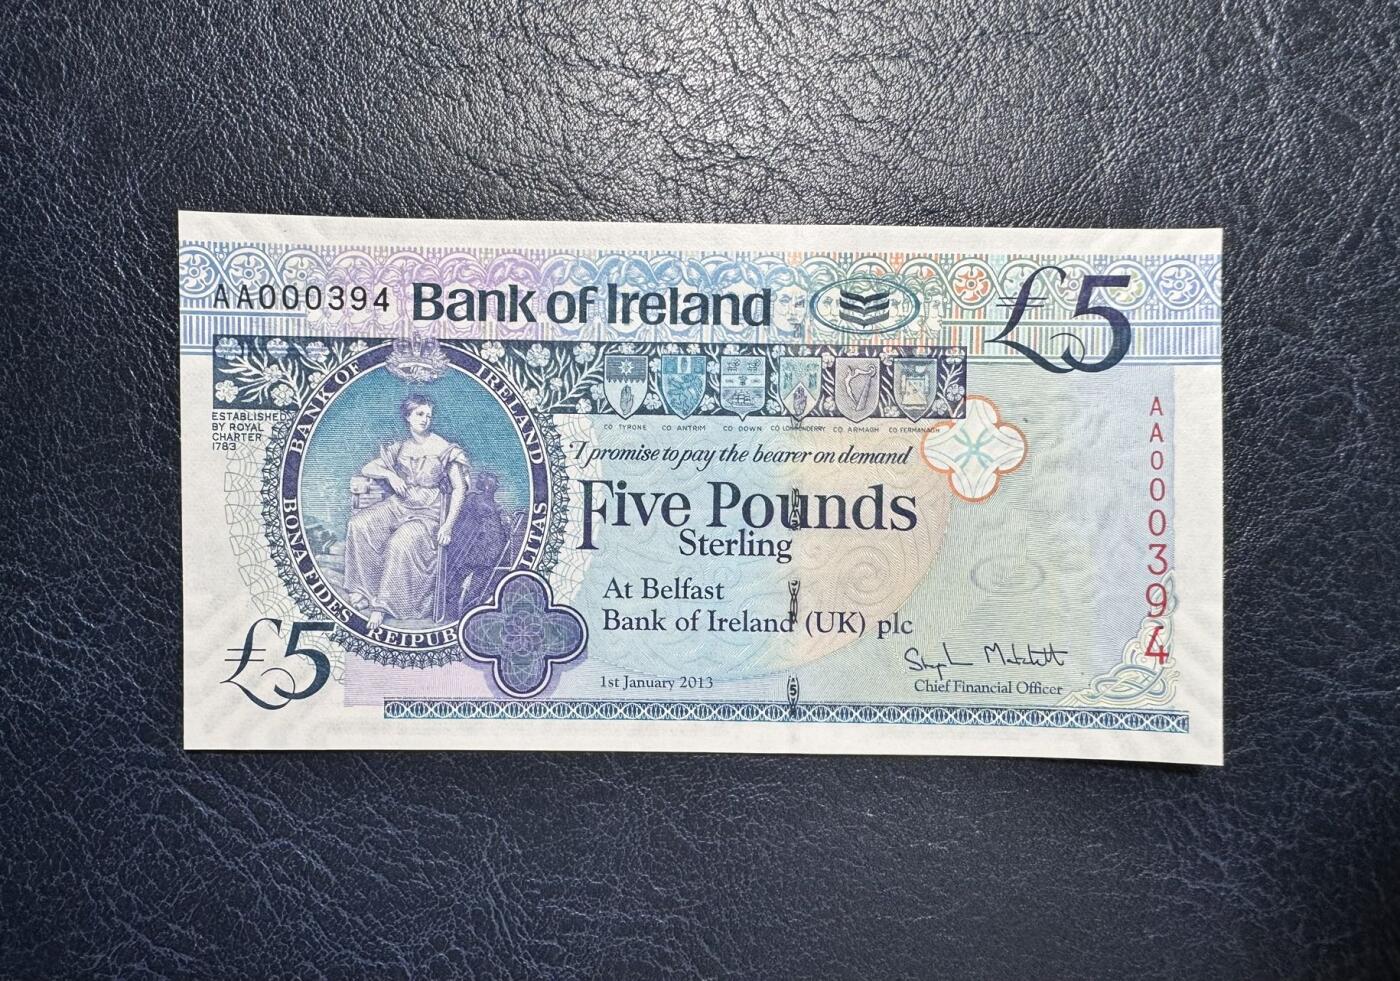 AA000394 Bank of Ireland £5
ESTABLISHED
BY ROYAL
CHARTER
1783
BANK OF IRELAND
BONA FIDES REIPUB LITAS
CO TYRONE CO ANTRIM CO DOWN CO LONDONDERRY CO ARMAGH CO FERMANAGH
I promise to pay the bearer on demand
Five Pounds
Sterling
At Belfast
Bank of Ireland (UK) plc
1st January 2013
Chief Financial Officer
£5
AA000394